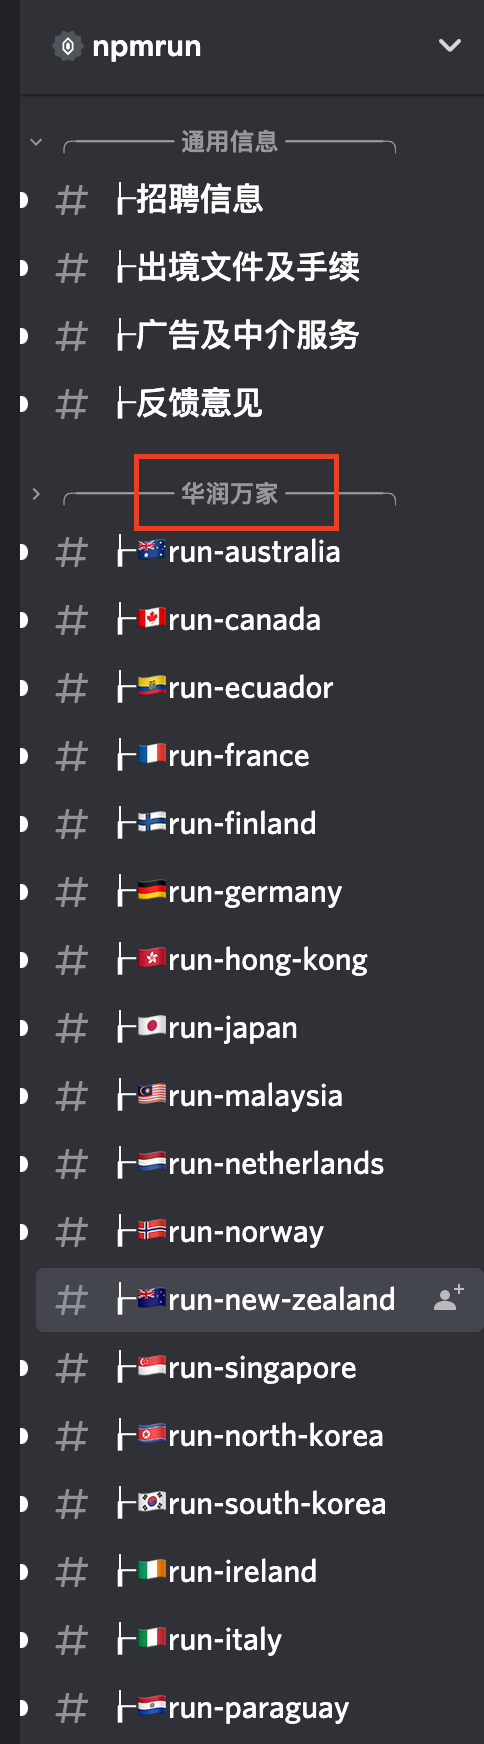 npmrun
通用信息
# ├招聘信息
# ├出境文件及手续
# ├广告及中介服务
# ├反馈意见
华润万家
# ├🇦🇺run-australia
# ├🇨🇦run-canada
# ├🇪🇨run-ecuador
# ├🇫🇷run-france
# ├🇫🇮run-finland
# ├🇩🇪run-germany
# ├🇭🇰run-hong-kong
# ├🇯🇵run-japan
# ├🇲🇾run-malaysia
# ├🇳🇱run-netherlands
# ├🇳🇴run-norway
# ├🇳🇿run-new-zealand
# ├🇸🇬run-singapore
# ├🇰🇵run-north-korea
# ├🇰🇷run-south-korea
# ├🇮🇪run-ireland
# ├🇮🇹run-italy
# ├🇵🇾run-paraguay